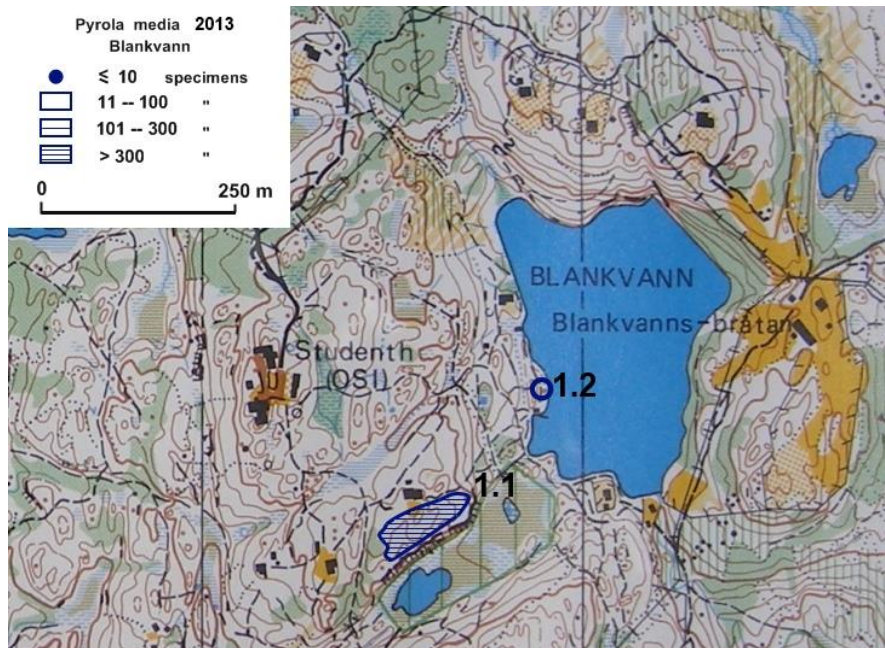 Pyrola media 2013
Blankvann
≤ 10 specimens
11 -- 100 "
101 -- 300 "
> 300 "
0 250 m
BLANKVANN
Blankvanns-bråtan
Studenth
(OSI)
1.2
1.1